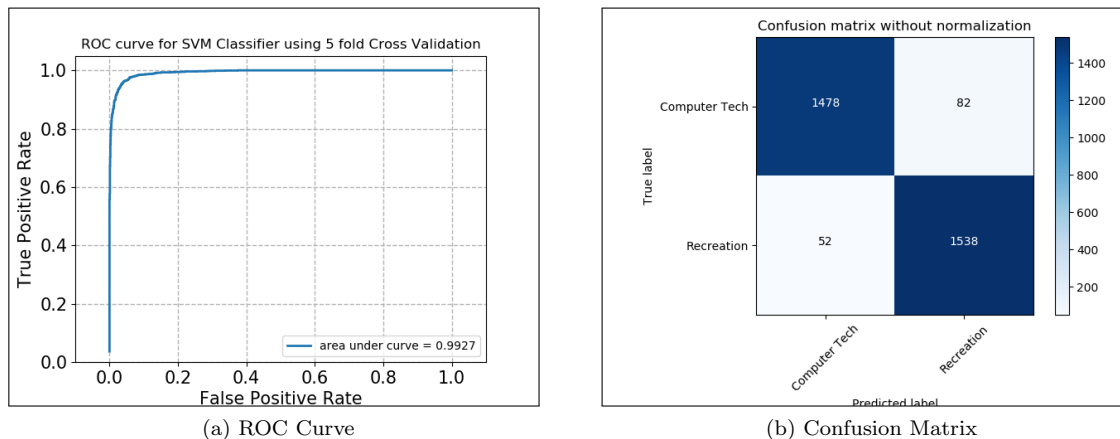 ROC curve for SVM Classifier using 5 fold Cross Validation
1.0
0.8
0.6
0.4
0.2
0.0
True Positive Rate
0.0 0.2 0.4 0.6 0.8 1.0
False Positive Rate
area under curve = 0.9927
(a) ROC Curve
Confusion matrix without normalization
Computer Tech
Recreation
True label
1478 82
52 1538
Computer Tech
Recreation
Predicted label
1400
1200
1000
800
600
400
200
(b) Confusion Matrix